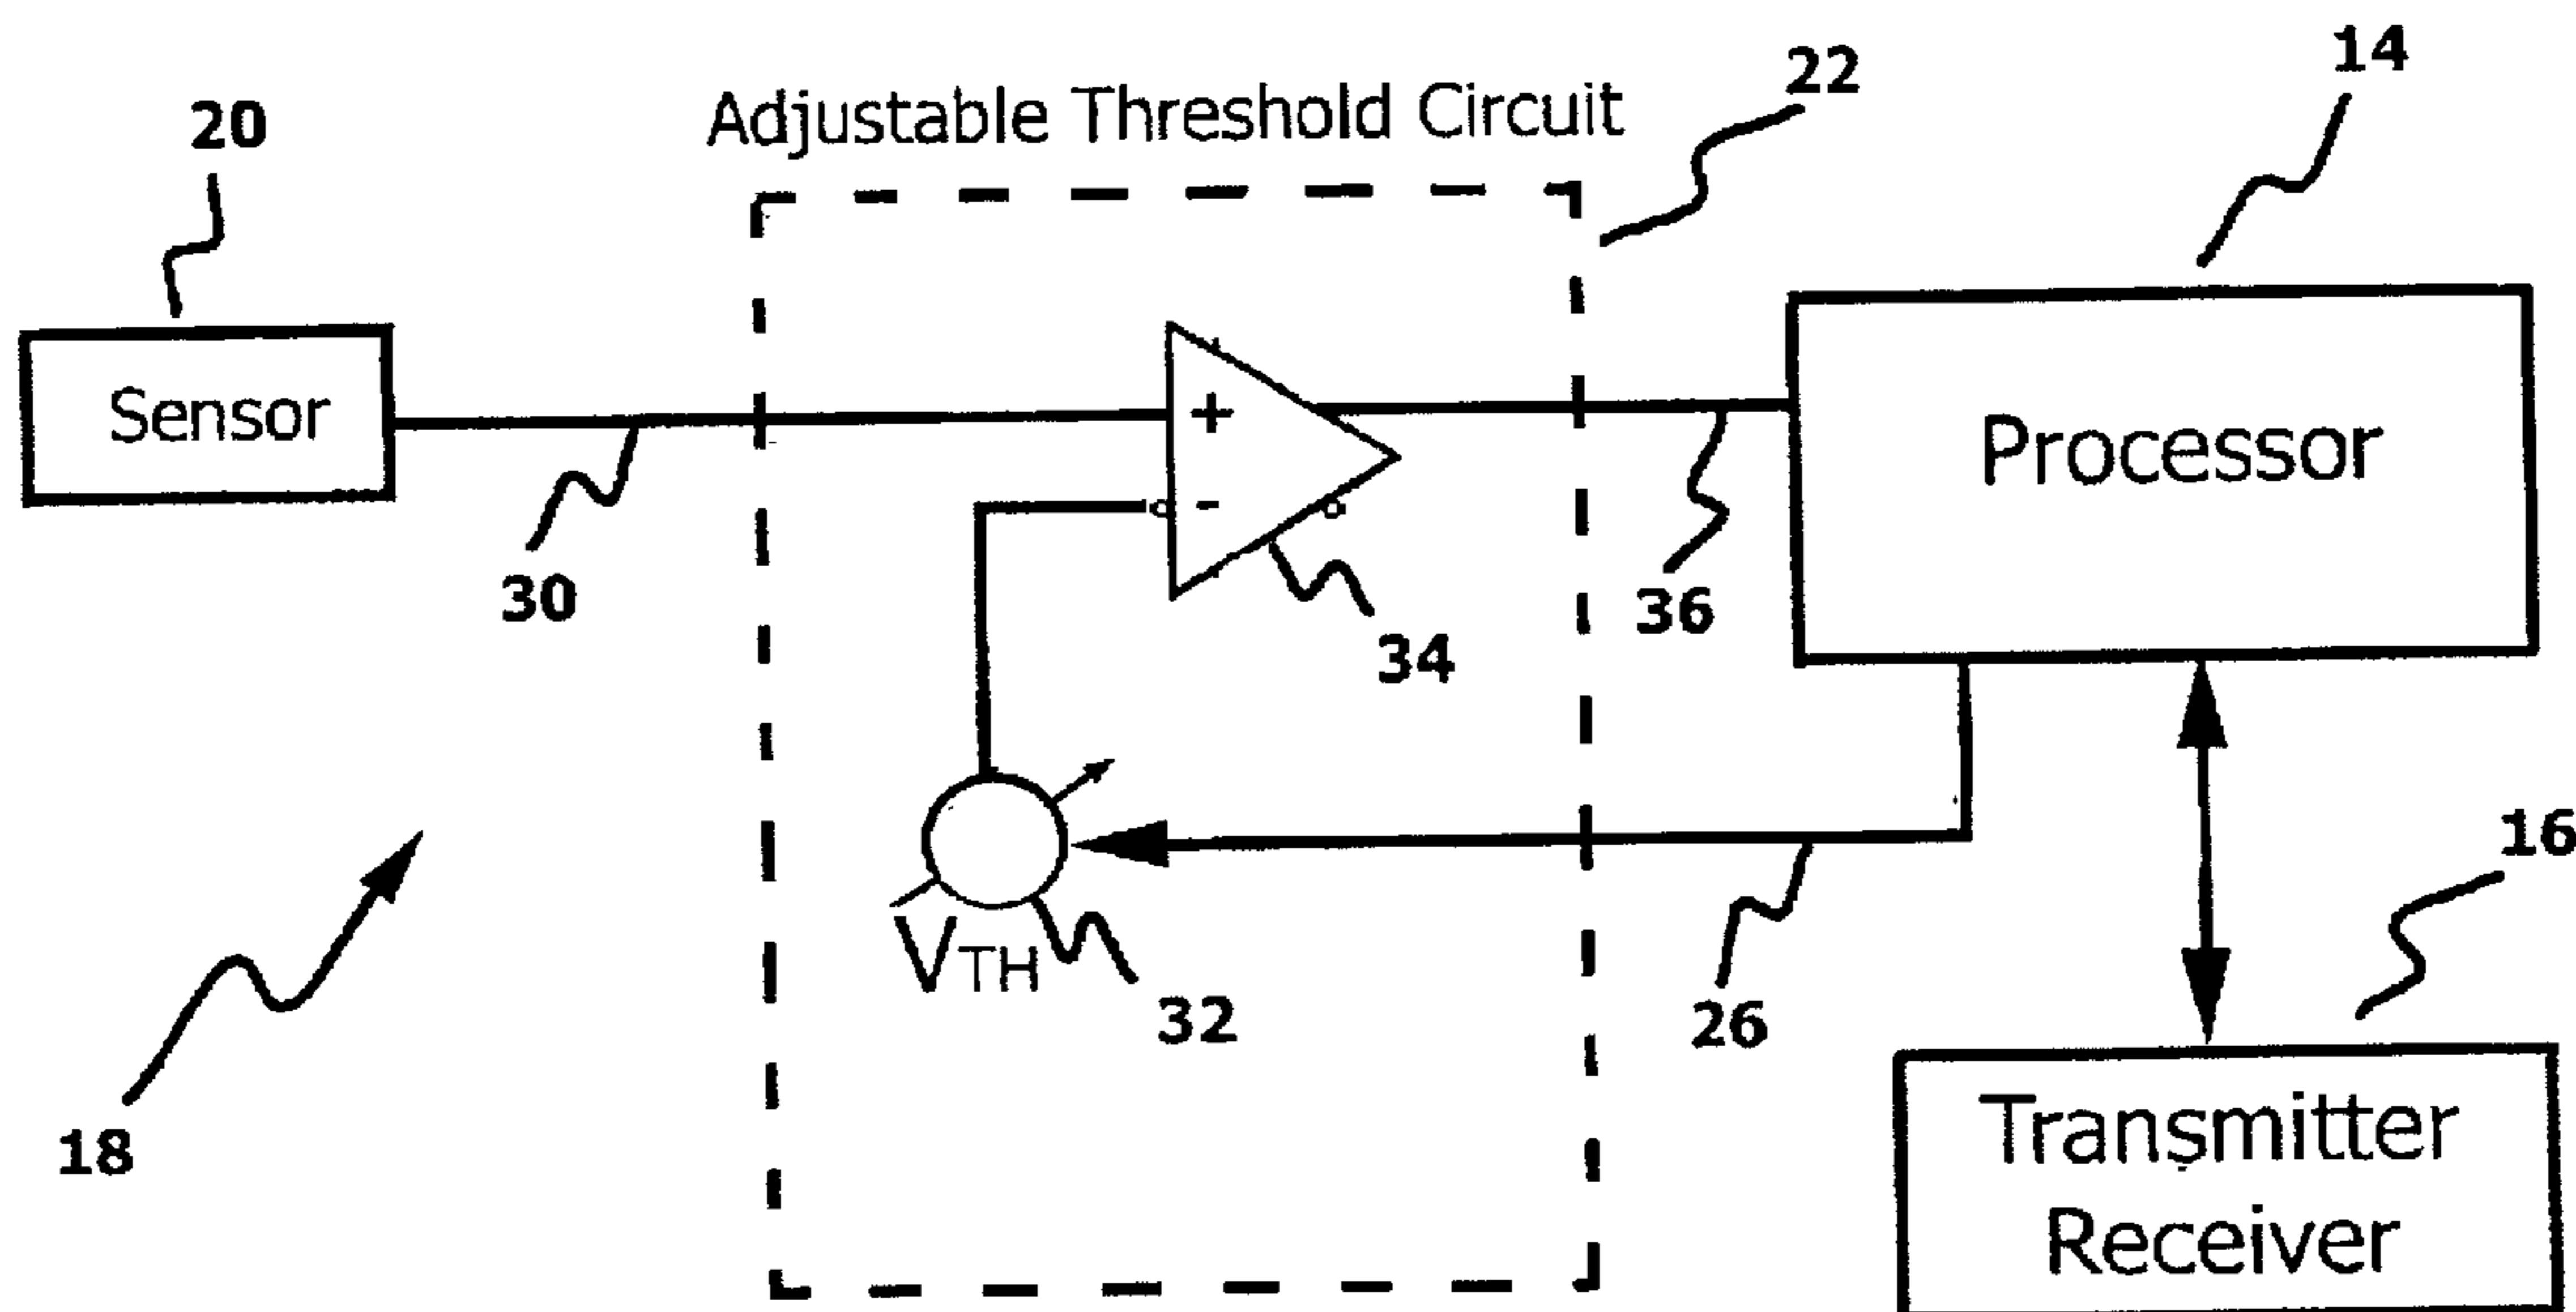 14
22
Adjustable Threshold Circuit
20
Sensor
+
-
Processor
30
36
34
16
VTH
32
26
18
Transmitter
Receiver